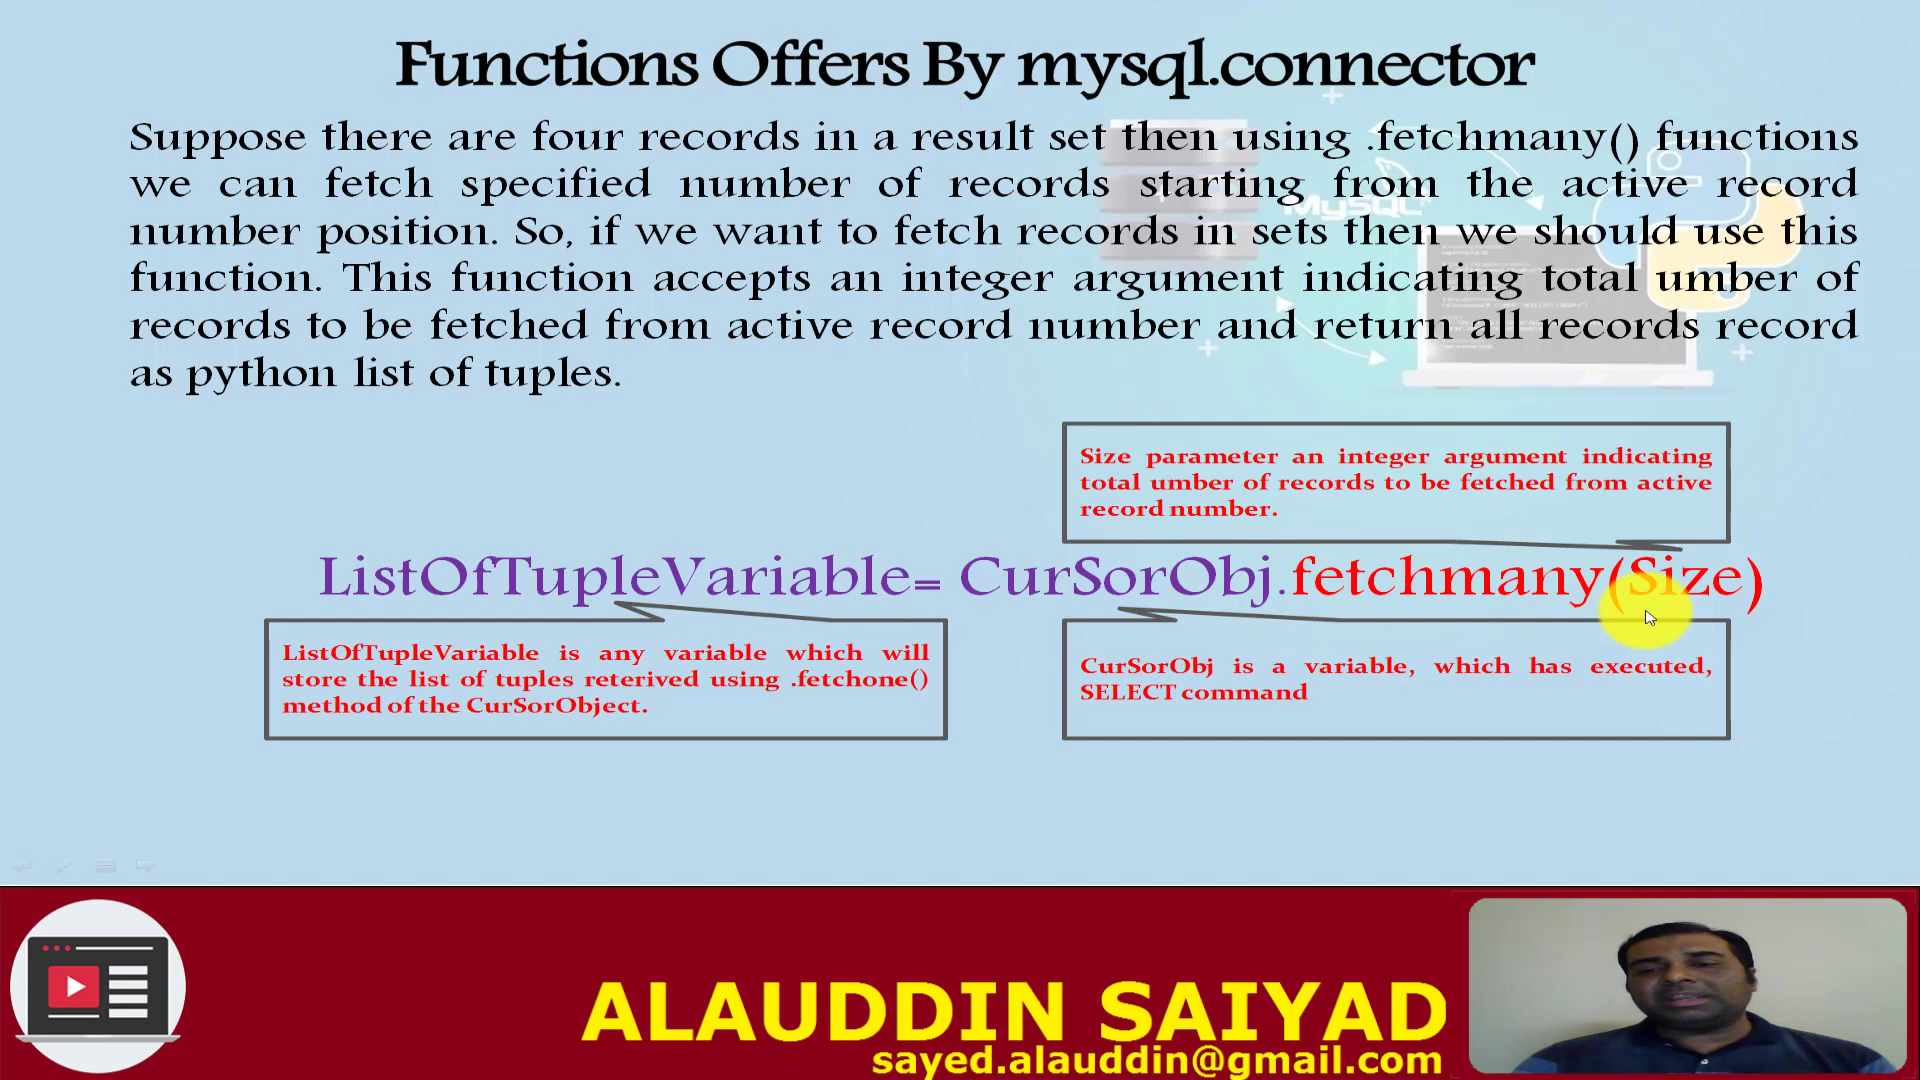 Functions Offers By mysql.connector
Suppose there are four records in a result set then using .fetchmany() functions
we can fetch specified number of records starting from the active record
number position. So, if we want to fetch records in sets then we should use this
function. This function accepts an integer argument indicating total umber of
records to be fetched from active record number and return all records record
as python list of tuples.
MySQL
Size parameter an integer argument indicating
total umber of records to be fetched from active
record number.
ListOfTupleVariable= CurSorObj.fetchmany(Size)
ListOfTupleVariable is any variable which will
store the list of tuples reterived using .fetchone()
method of the CurSorObject.
CurSorObj is a variable, which has executed,
SELECT command
ALAUDDIN SAIYAD
sayed.alauddin@gmail.com